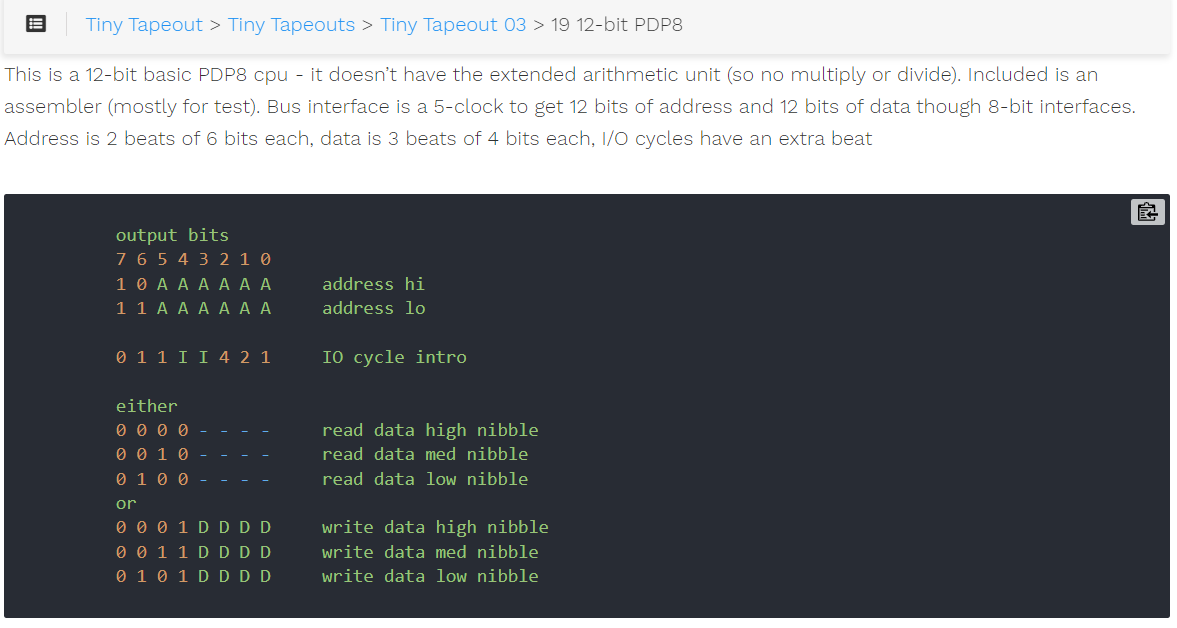 Tiny Tapeout > Tiny Tapeouts > Tiny Tapeout 03 > 19 12-bit PDP8
This is a 12-bit basic PDP8 cpu - it doesn't have the extended arithmetic unit (so no multiply or divide). Included is an
assembler (mostly for test). Bus interface is a 5-clock to get 12 bits of address and 12 bits of data though 8-bit interfaces.
Address is 2 beats of 6 bits each, data is 3 beats of 4 bits each, I/O cycles have an extra beat
output bits
7 6 5 4 3 2 1 0
1 0 A A A A A A     address hi
1 1 A A A A A A     address lo
0 1 1 I I 4 2 1     IO cycle intro
either
0 0 0 0 - - - -     read data high nibble
0 0 1 0 - - - -     read data med nibble
0 1 0 0 - - - -     read data low nibble
or
0 0 0 1 D D D D     write data high nibble
0 0 1 1 D D D D     write data med nibble
0 1 0 1 D D D D     write data low nibble